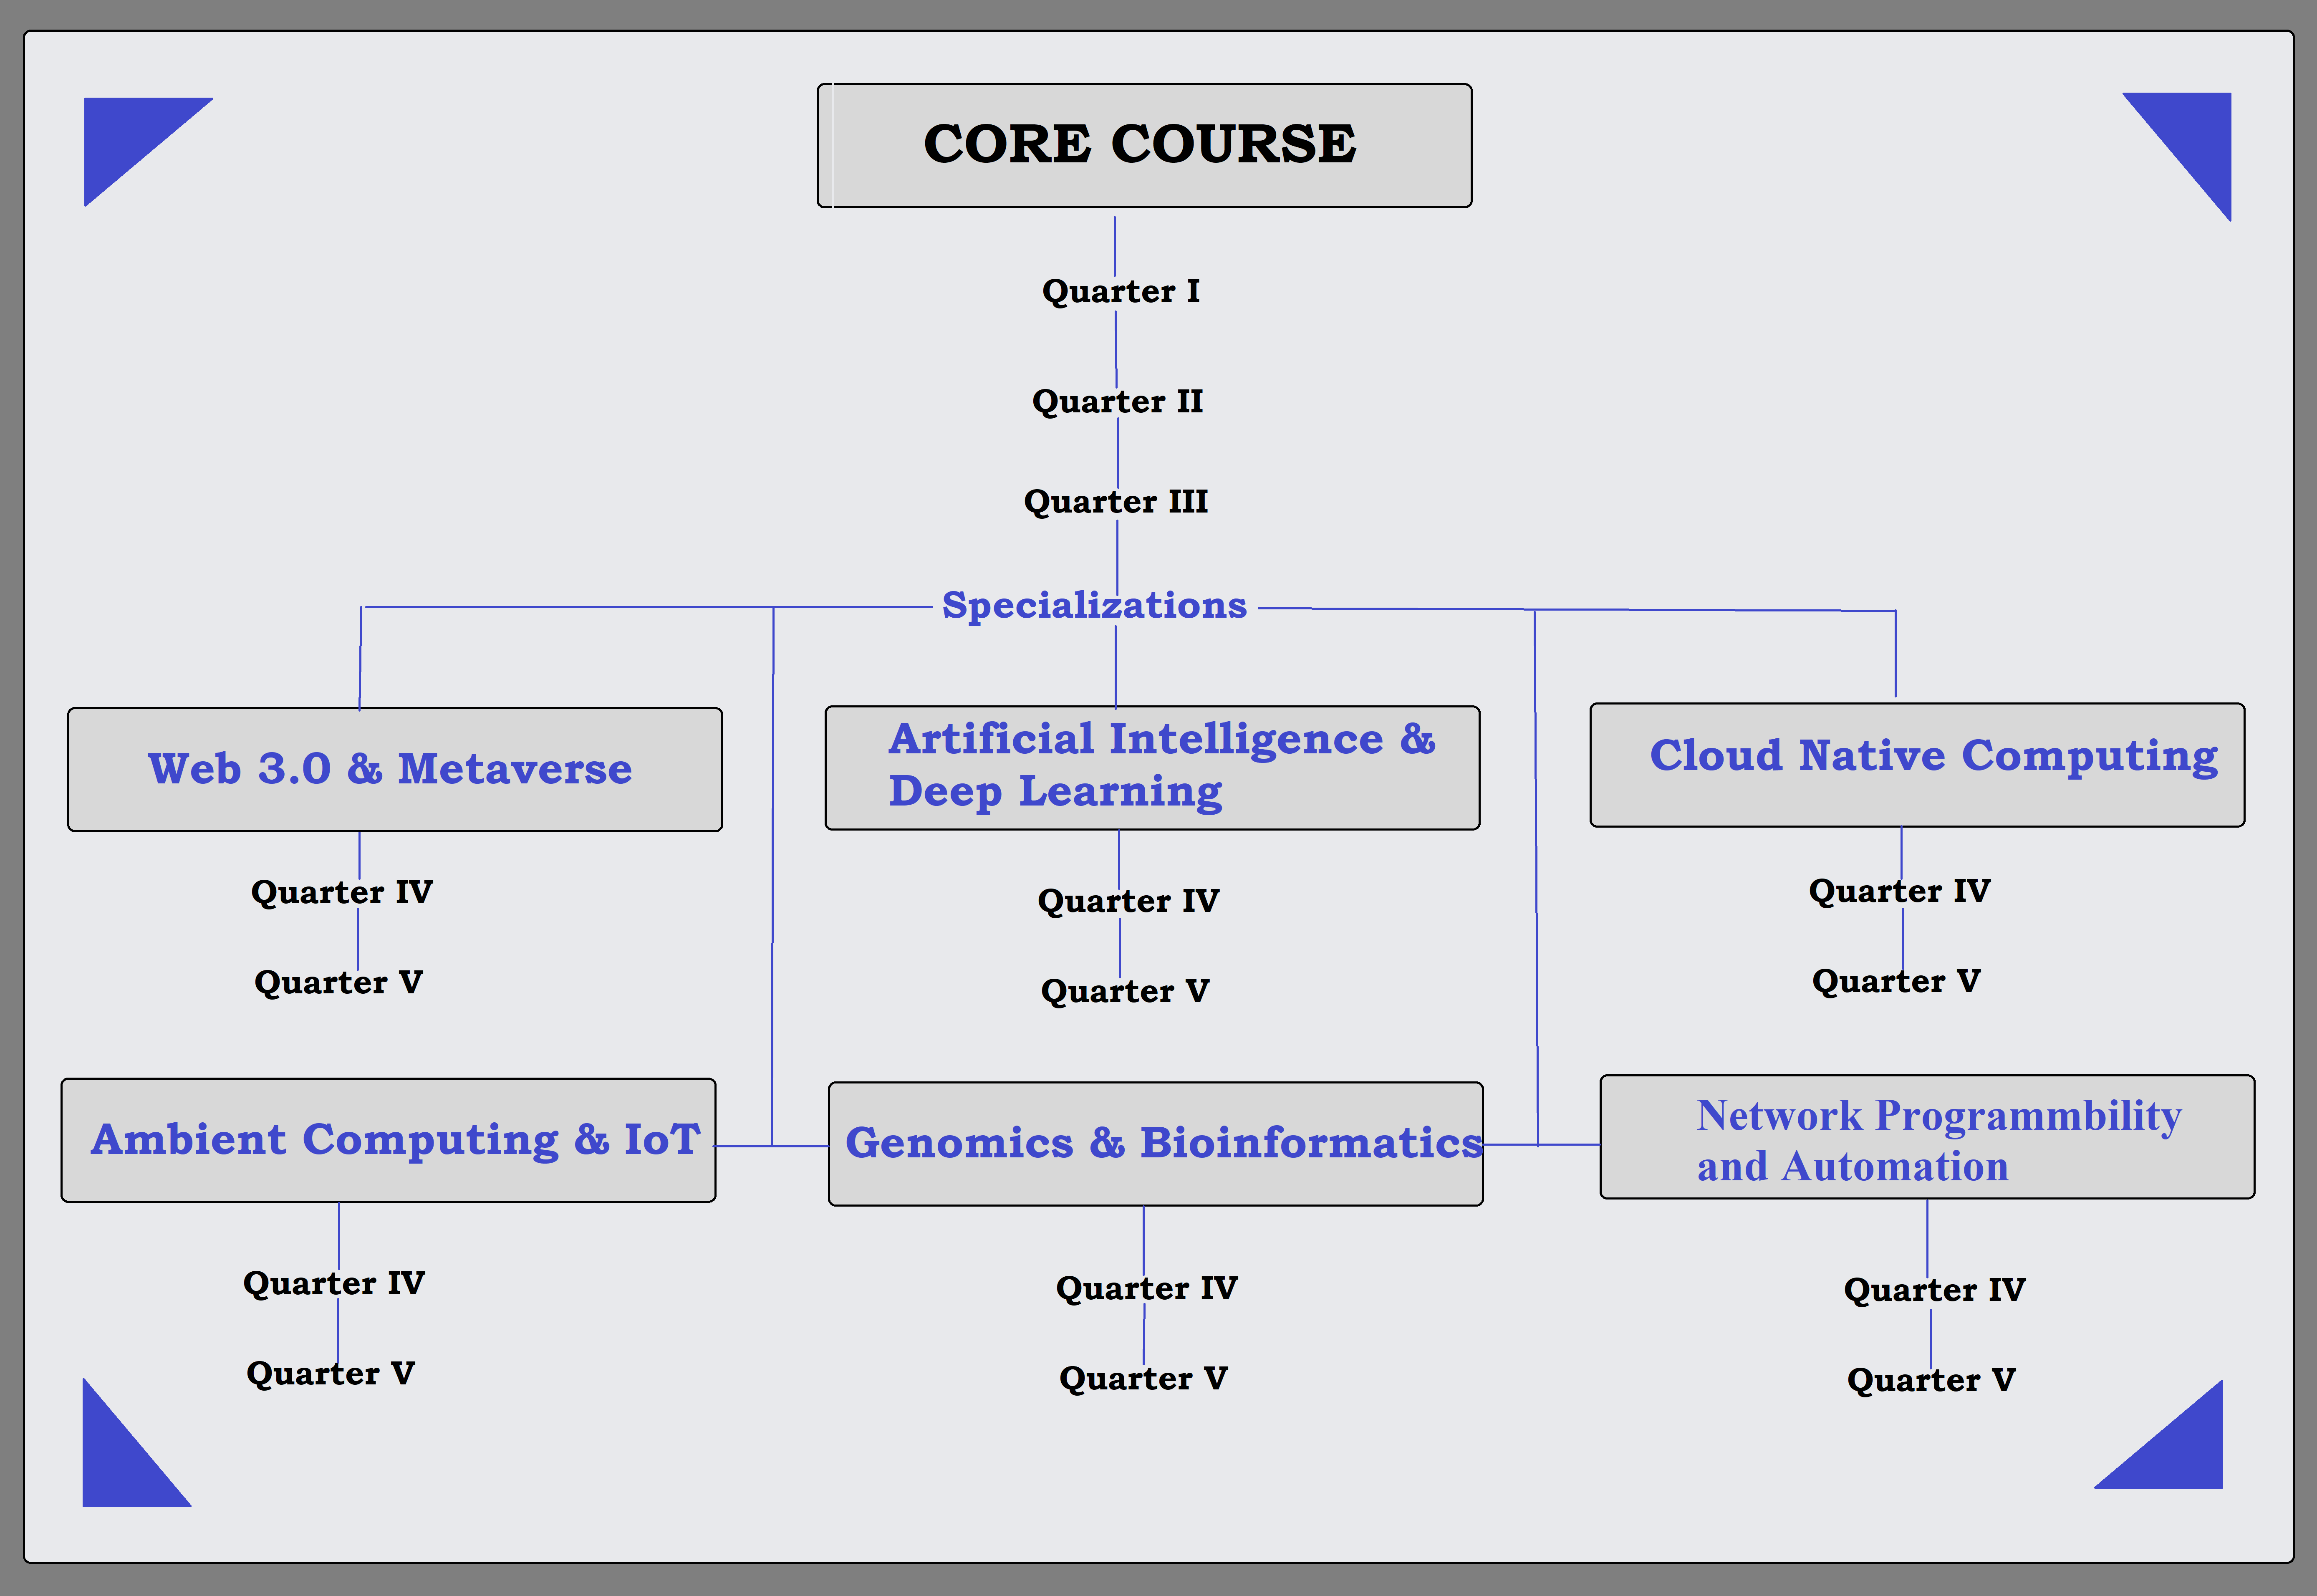 CORE COURSE
Quarter I
Quarter II
Quarter III
Specializations
Web 3.0 & Metaverse
Artificial Intelligence &
Deep Learning
Cloud Native Computing
Quarter IV
Quarter IV
Quarter IV
Quarter V
Quarter V
Quarter V
Ambient Computing & IoT
Genomics & Bioinformatics
Network Programmbility
and Automation
Quarter IV
Quarter IV
Quarter IV
Quarter V
Quarter V
Quarter V